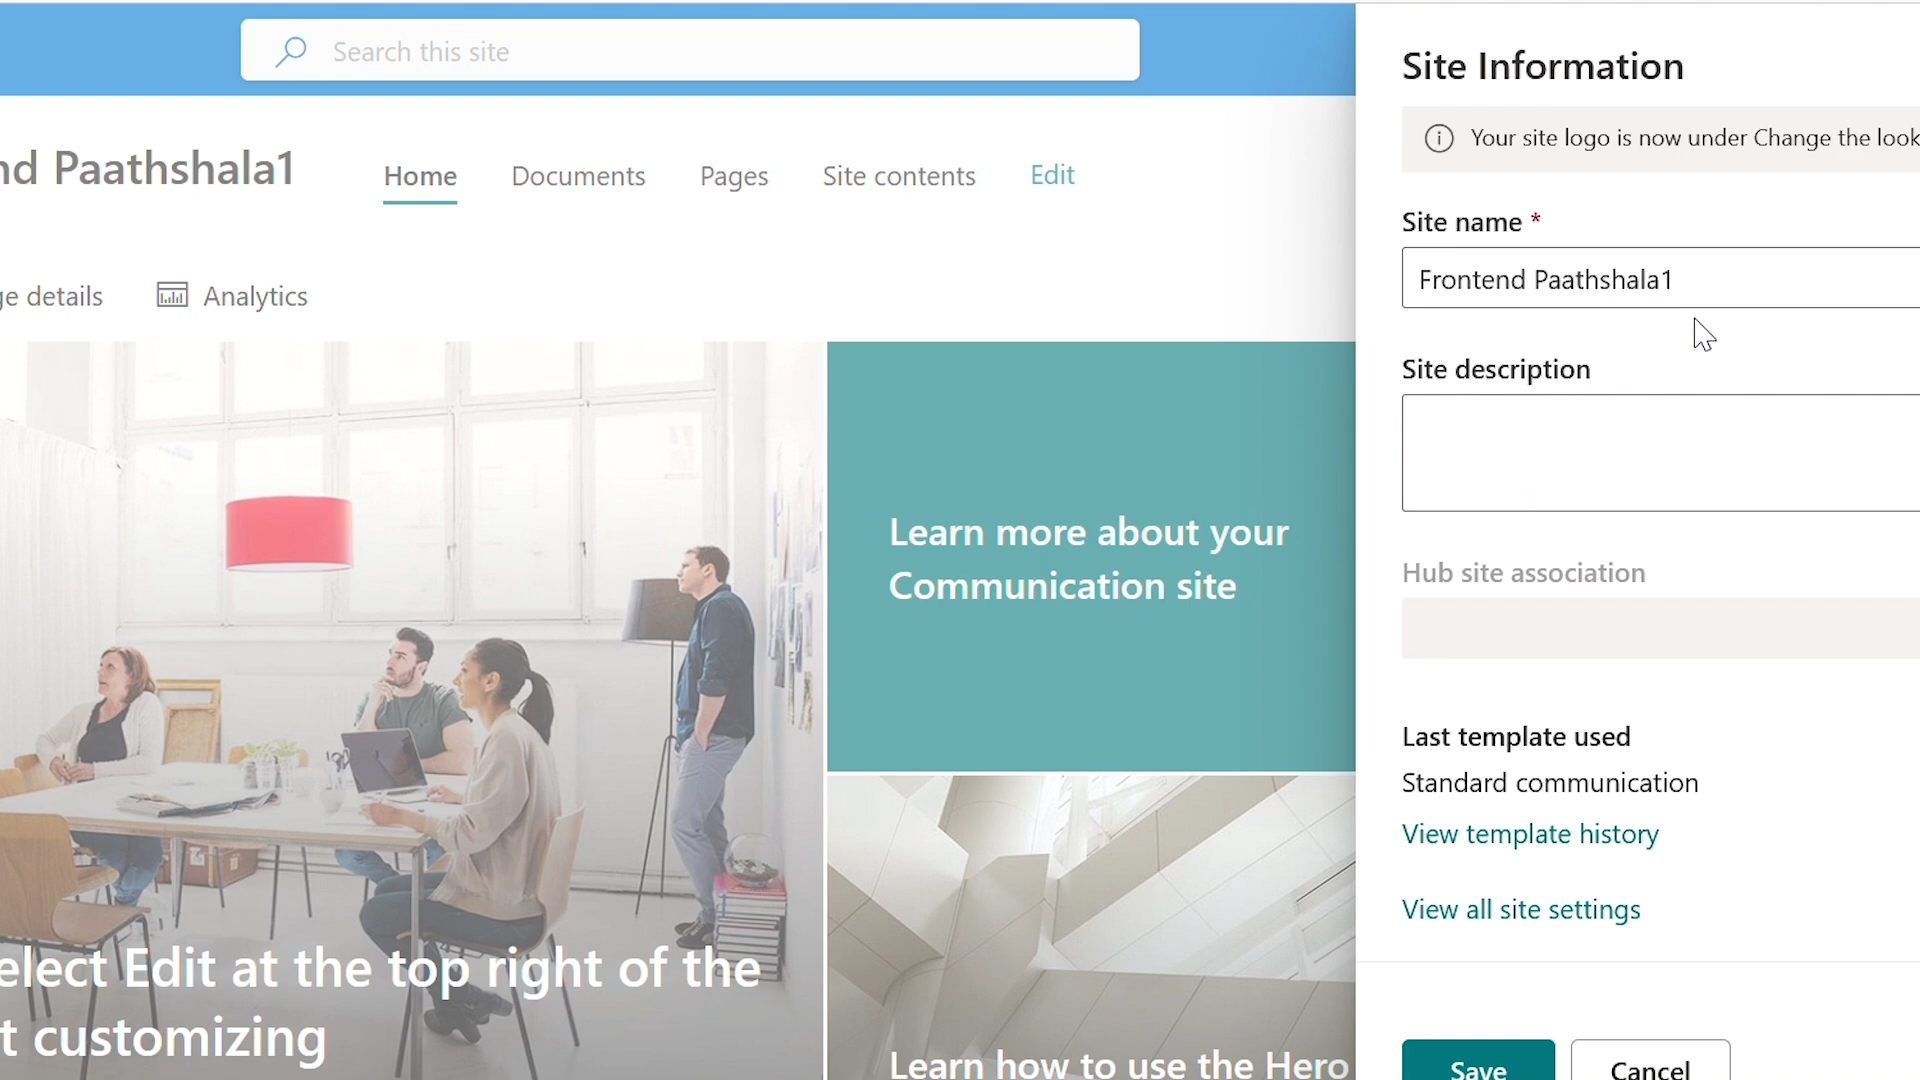 Search this site
nd Paathshala1
Home
Documents
Pages
Site contents
Edit
ge details
Analytics
Learn more about your
Communication site
elect Edit at the top right of the
t customizing
Learn how to use the Hero
Site Information
Your site logo is now under Change the look
Site name *
Frontend Paathshala1
Site description
Hub site association
Last template used
Standard communication
View template history
View all site settings
Save
Cancel